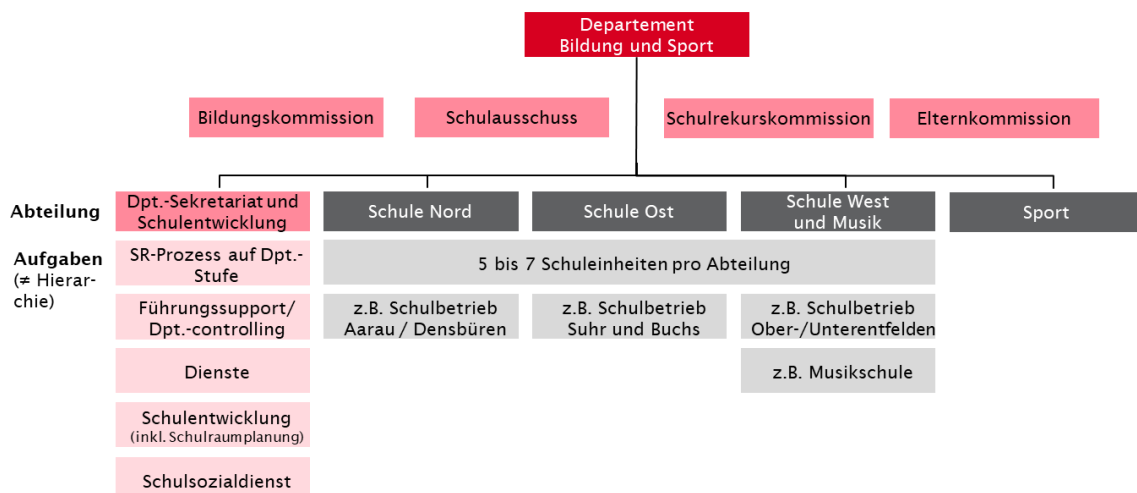 Departement
Bildung und Sport
Bildungskommission
Schulausschuss
Schulrekurskommission
Elternkommission
Abteilung
Dpt.-Sekretariat und
Schulentwicklung
Schule Nord
Schule Ost
Schule West
und Musik
Sport
Aufgaben
(≠ Hierar-
chie)
SR-Prozess auf Dpt.-
Stufe
5 bis 7 Schuleinheiten pro Abteilung
Führungssupport/
Dpt.-controlling
z.B. Schulbetrieb
Aarau / Densbüren
z.B. Schulbetrieb
Suhr und Buchs
z.B. Schulbetrieb
Ober-/Unterentfelden
Dienste
z.B. Musikschule
Schulentwicklung
(inkl. Schulraumplanung)
Schulsozialdienst